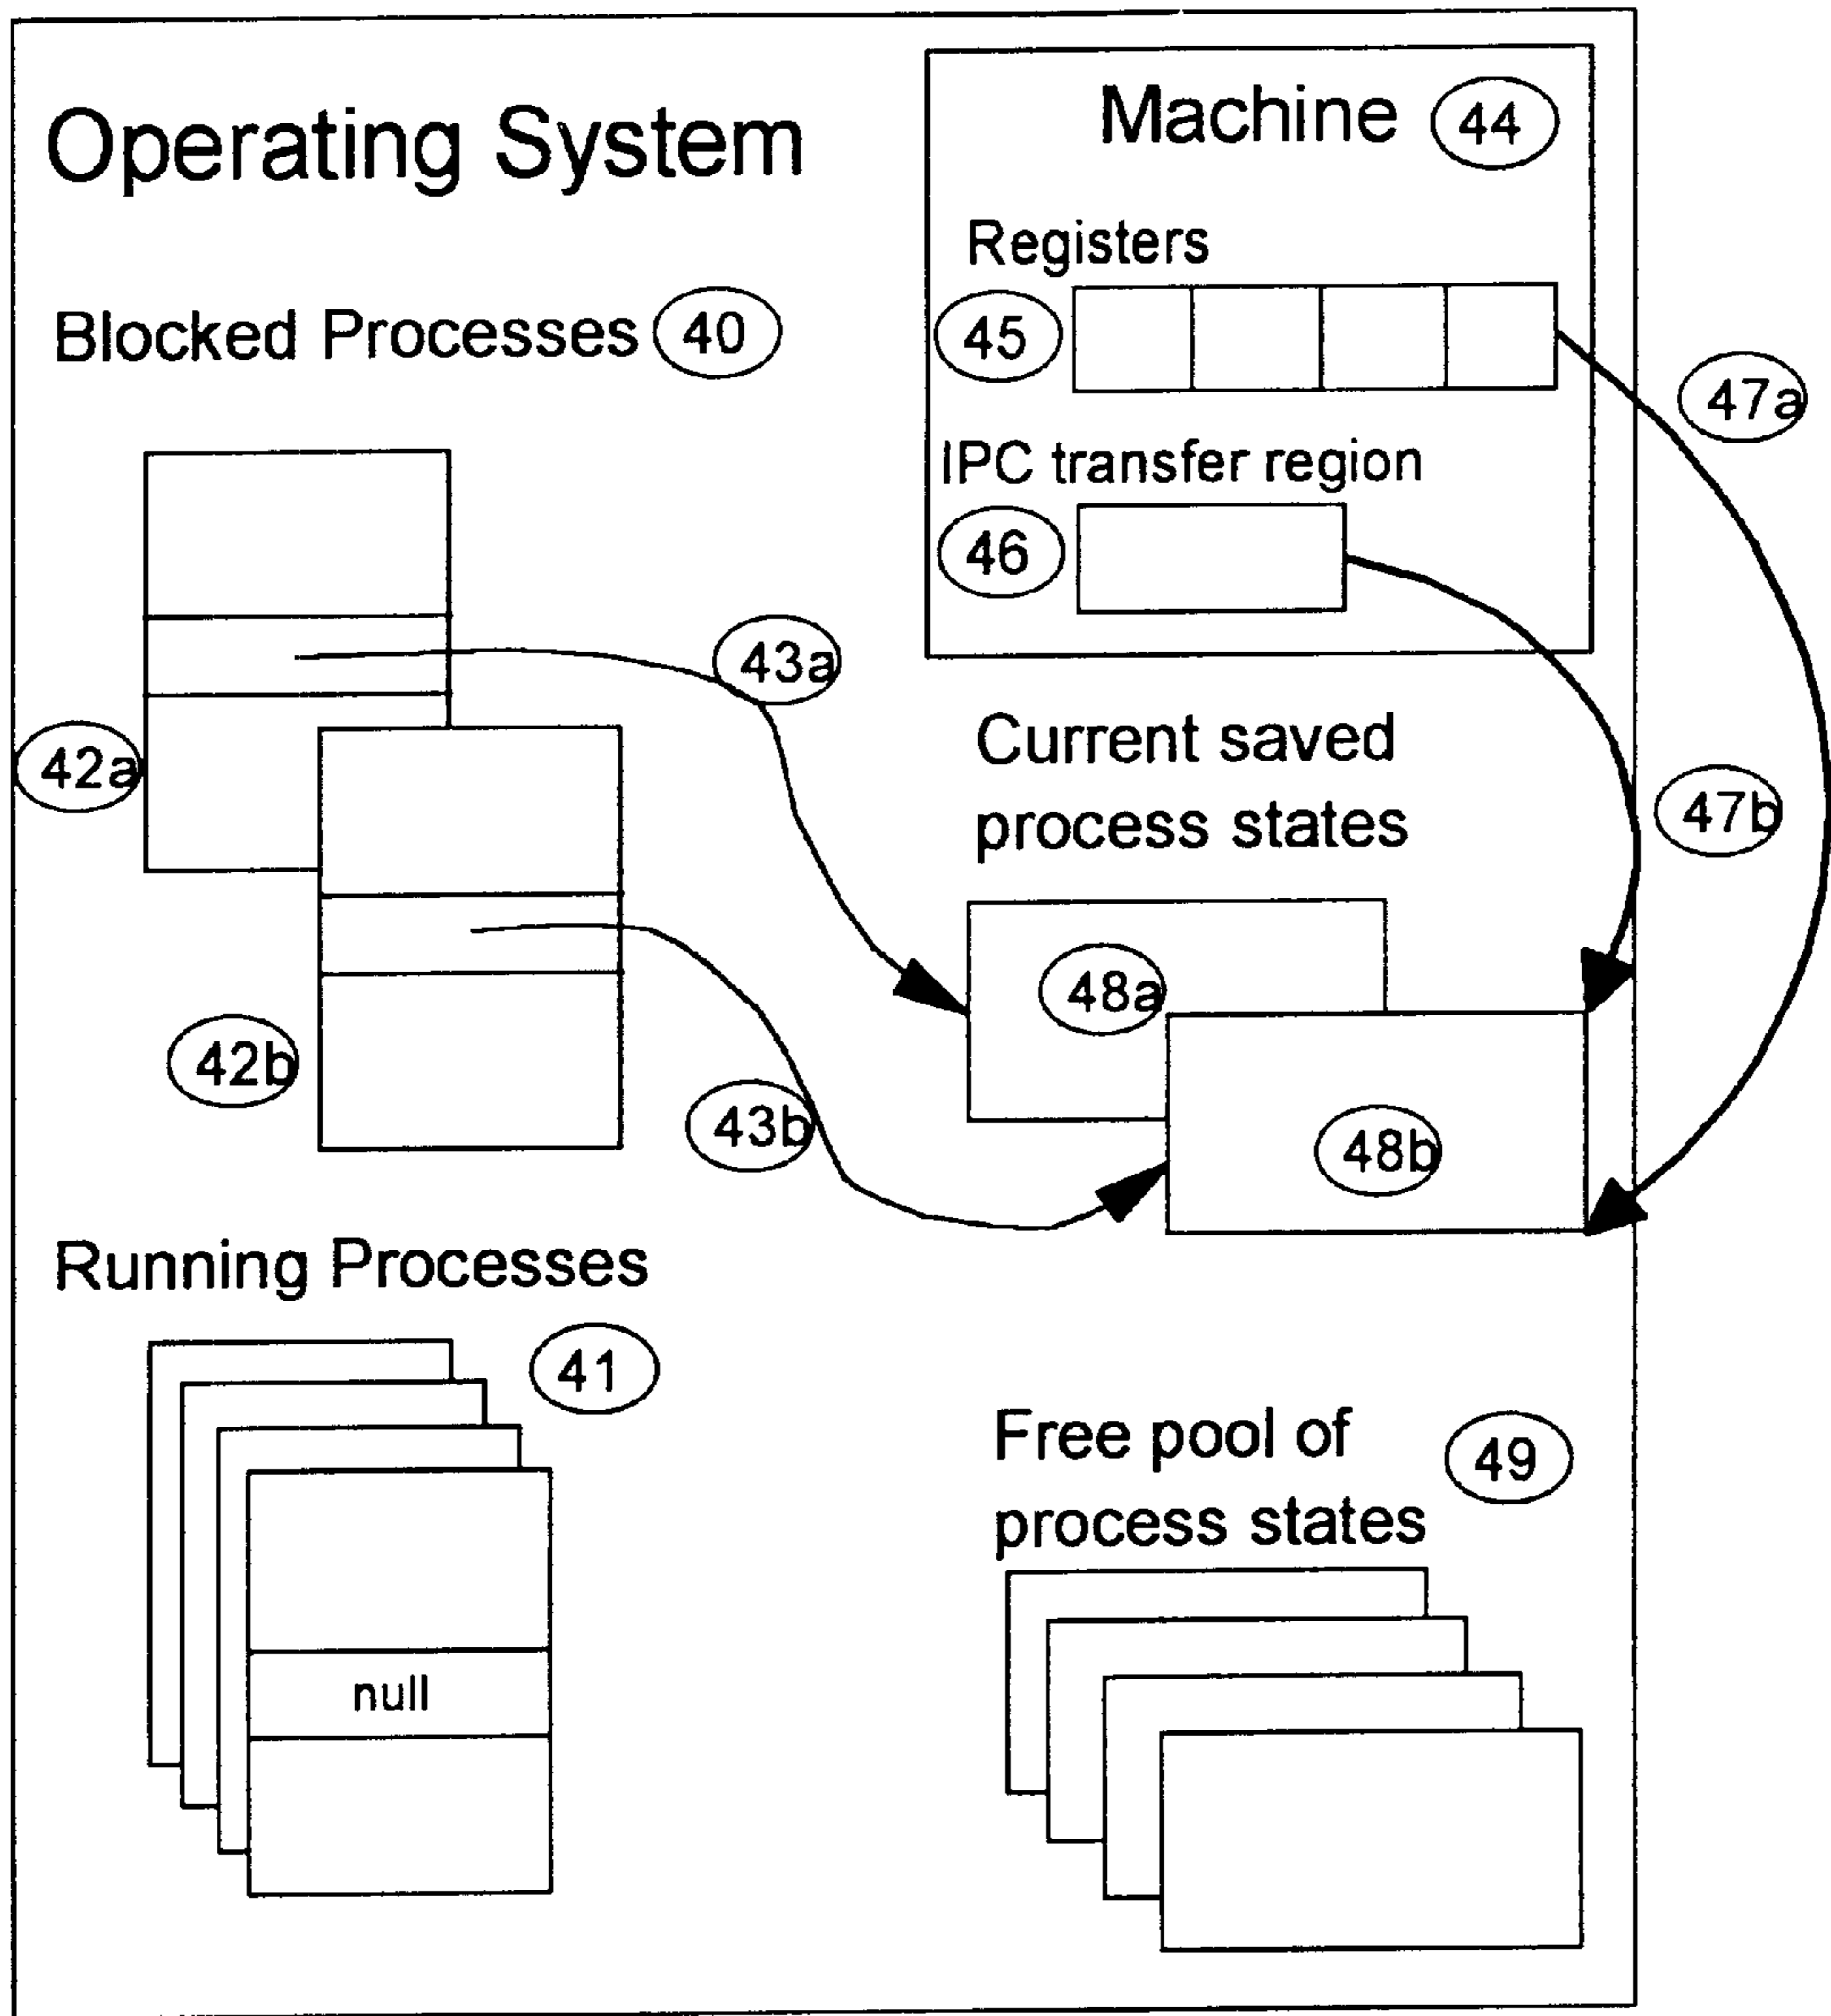 Operating System
Machine 44
Registers
45
Blocked Processes 40
47a
IPC transfer region
46
43a
42a
Current saved
process states
47b
48a
42b
43b
48b
Running Processes
41
Free pool of
process states
49
null